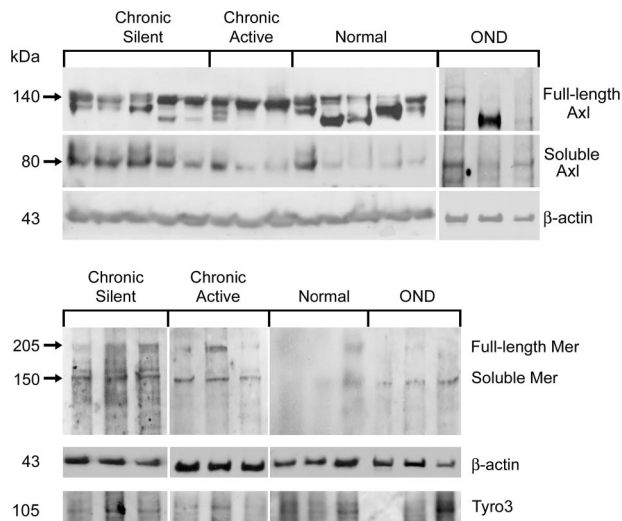 Chronic Silent
Chronic Active
Normal
OND
kDa
140
Full-length Axl
80
Soluble Axl
43
β-actin
Chronic Silent
Chronic Active
Normal
OND
205
Full-length Mer
150
Soluble Mer
43
β-actin
105
Tyro3